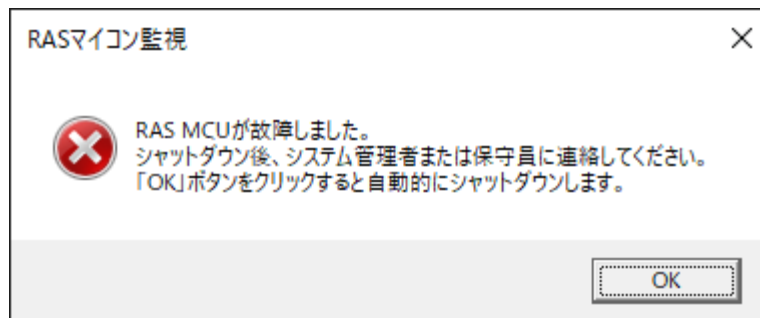 RASマイコン監視
RAS MCUが故障しました。
シャットダウン後、システム管理者または保守員に連絡してください。
「OK」ボタンをクリックすると自動的にシャットダウンします。
OK